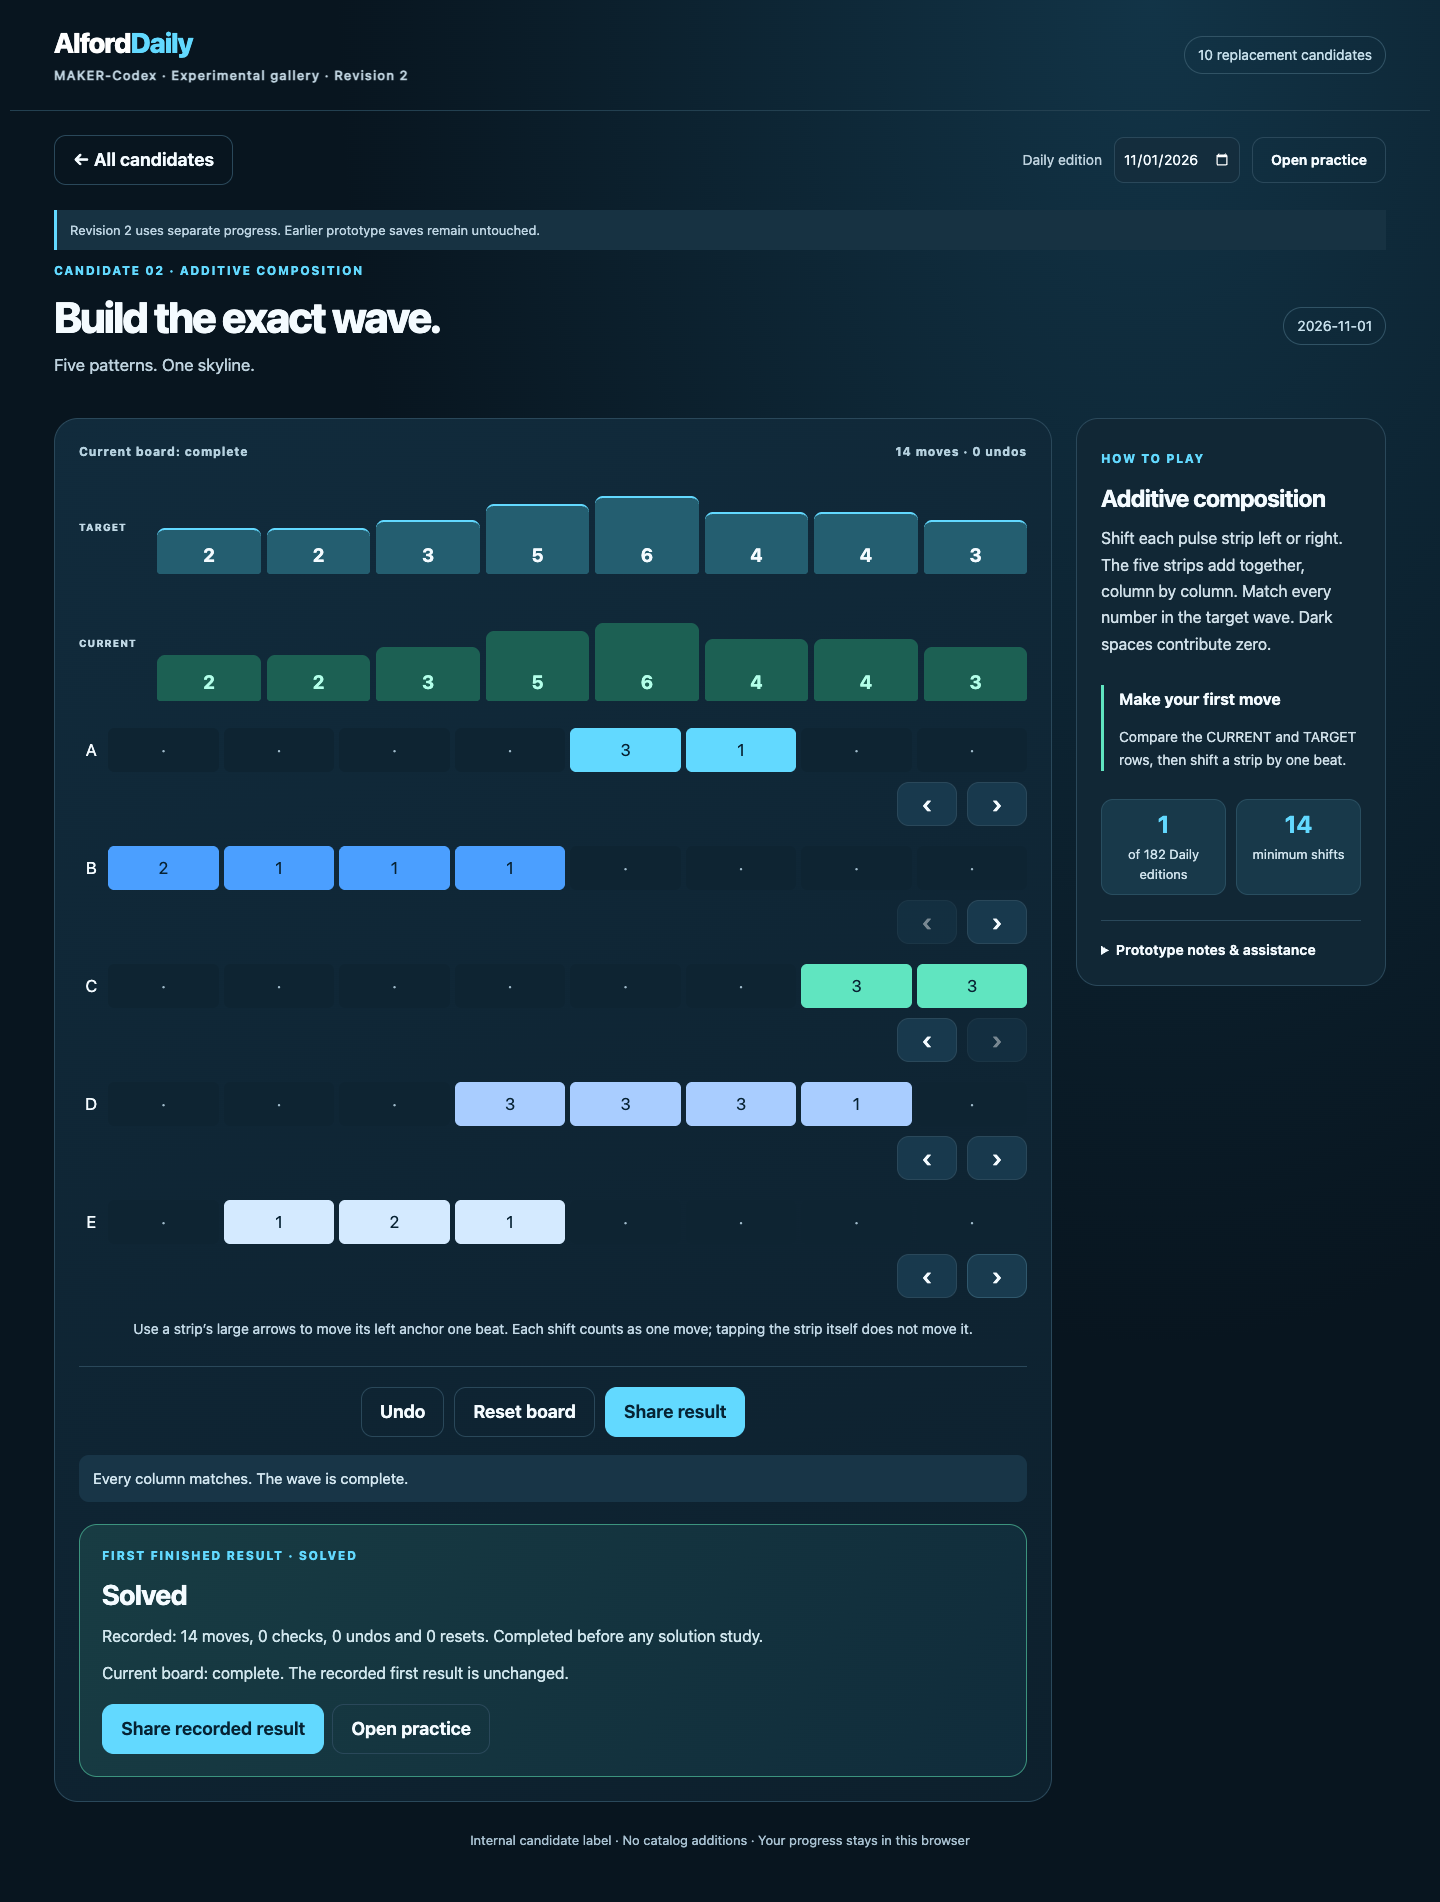 AlfordDaily
MAKER-Codex · Experimental gallery · Revision 2
10 replacement candidates
← All candidates
Daily edition
11/01/2026
Open practice
Revision 2 uses separate progress. Earlier prototype saves remain untouched.
CANDIDATE 02 · ADDITIVE COMPOSITION
Build the exact wave.
2026-11-01
Five patterns. One skyline.
Current board: complete
14 moves · 0 undos
TARGET
2 2 3 5 6 4 4 3
CURRENT
2 2 3 5 6 4 4 3
A · · · · 3 1 · ·
‹ ›
B 2 1 1 1 · · · ·
‹ ›
C · · · · · · 3 3
‹ ›
D · · · 3 3 3 1 ·
‹ ›
E · 1 2 1 · · · ·
‹ ›
Use a strip’s large arrows to move its left anchor one beat. Each shift counts as one move; tapping the strip itself does not move it.
Undo
Reset board
Share result
Every column matches. The wave is complete.
FIRST FINISHED RESULT · SOLVED
Solved
Recorded: 14 moves, 0 checks, 0 undos and 0 resets. Completed before any solution study.
Current board: complete. The recorded first result is unchanged.
Share recorded result
Open practice
HOW TO PLAY
Additive composition
Shift each pulse strip left or right.
The five strips add together,
column by column. Match every
number in the target wave. Dark
spaces contribute zero.
Make your first move
Compare the CURRENT and TARGET
rows, then shift a strip by one beat.
1
of 182 Daily
editions
14
minimum shifts
▶ Prototype notes & assistance
Internal candidate label · No catalog additions · Your progress stays in this browser